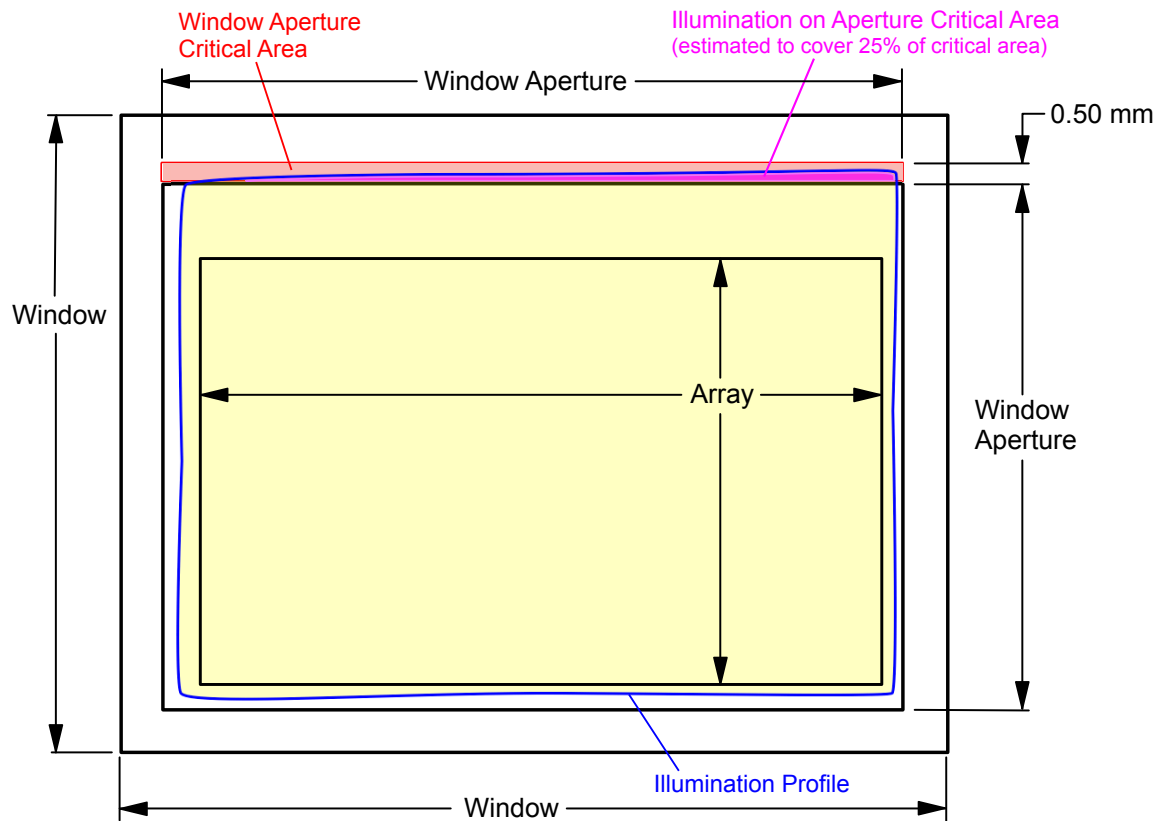 Window Aperture
Critical Area
Illumination on Aperture Critical Area
(estimated to cover 25% of critical area)
Window Aperture
0.50 mm
Window
Array
Window
Aperture
Illumination Profile
Window